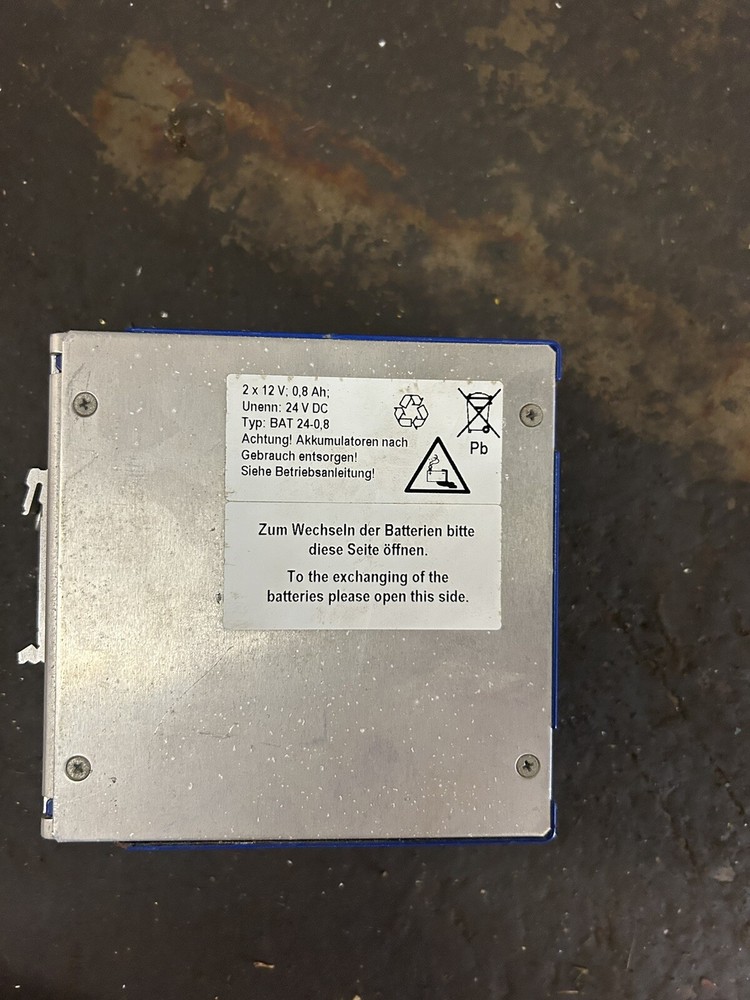 2 x 12 V; 0,8 Ah;
Unenn: 24 V DC
Typ: BAT 24-0,8
Achtung! Akkumulatoren nach
Gebrauch entsorgen!
Siehe Betriebsanleitung!
Pb
Zum Wechseln der Batterien bitte
diese Seite öffnen.
To the exchanging of the
batteries please open this side.